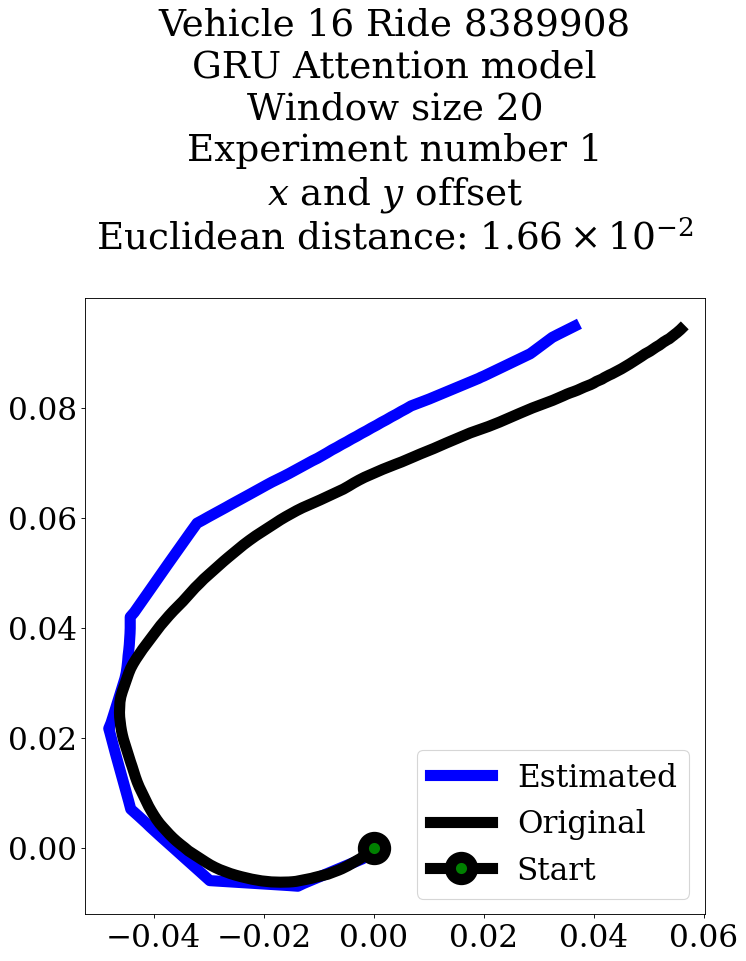 Vehicle 16 Ride 8389908
GRU Attention model
Window size 20
Experiment number 1
x and y offset
Euclidean distance: 1.66 × 10⁻²
0.08
0.06
0.04
0.02
0.00
Estimated
Original
Start
−0.04 −0.02 0.00 0.02 0.04 0.06